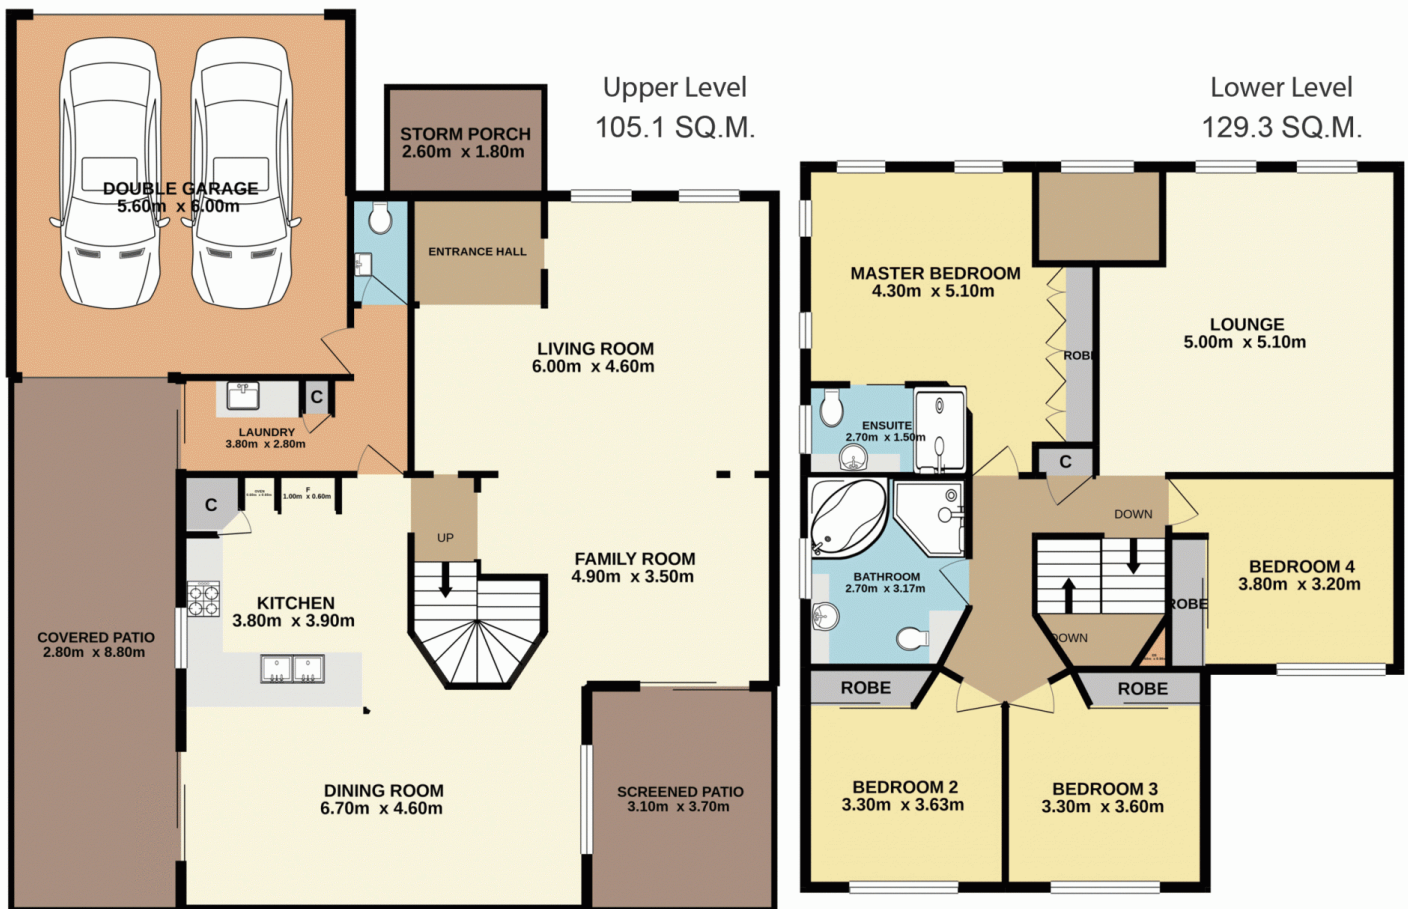 Upper Level
105.1 SQ.M.
STORM PORCH
2.60m x 1.80m
DOUBLE GARAGE
5.60m x 6.00m
ENTRANCE HALL
LIVING ROOM
6.00m x 4.60m
C
LAUNDRY
3.80m x 2.80m
C
OVEN
F
1.00m x 0.60m
UP
FAMILY ROOM
4.90m x 3.50m
KITCHEN
3.80m x 3.90m
COVERED PATIO
2.80m x 8.80m
DINING ROOM
6.70m x 4.60m
SCREENED PATIO
3.10m x 3.70m
Lower Level
129.3 SQ.M.
MASTER BEDROOM
4.30m x 5.10m
LOUNGE
5.00m x 5.10m
ROBE
ENSUITE
2.70m x 1.50m
C
DOWN
BATHROOM
2.70m x 3.17m
BEDROOM 4
3.80m x 3.20m
ROBE
DOWN
ROBE
ROBE
BEDROOM 2
3.30m x 3.63m
BEDROOM 3
3.30m x 3.60m